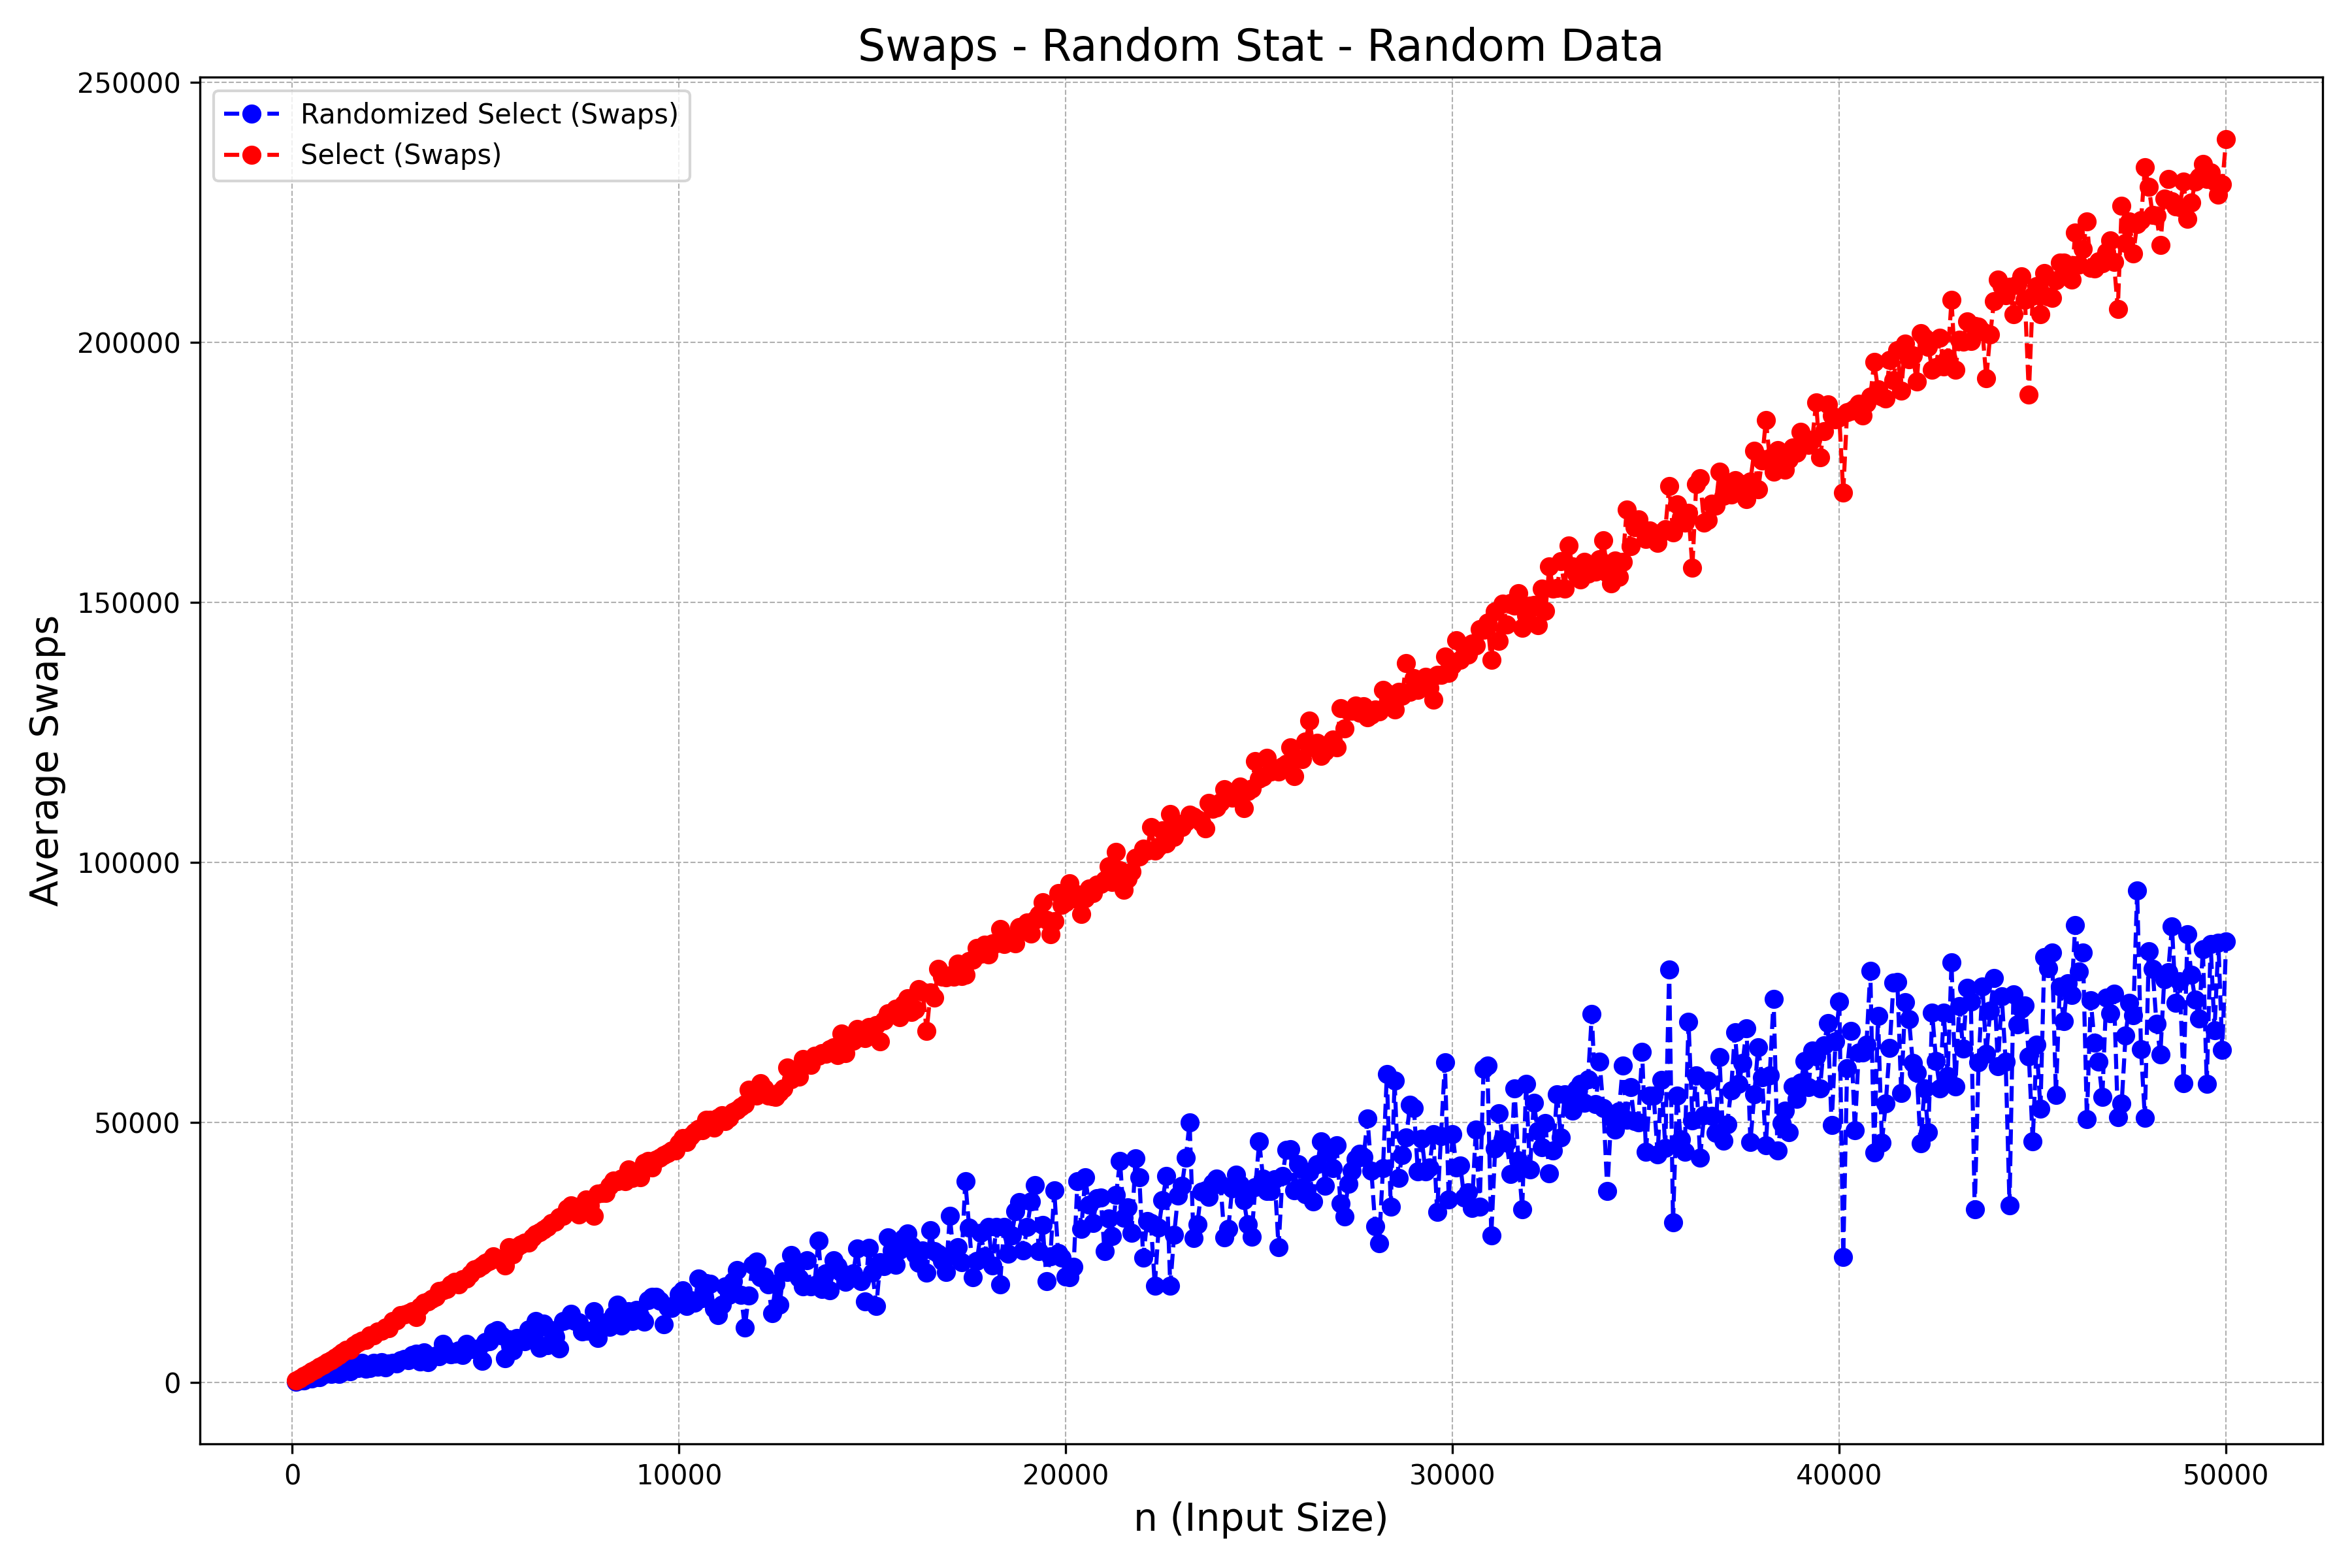 Swaps - Random Stat - Random Data
250000
Randomized Select (Swaps)
Select (Swaps)
200000
150000
100000
50000
0
Average Swaps
0 10000 20000 30000 40000 50000
n (Input Size)